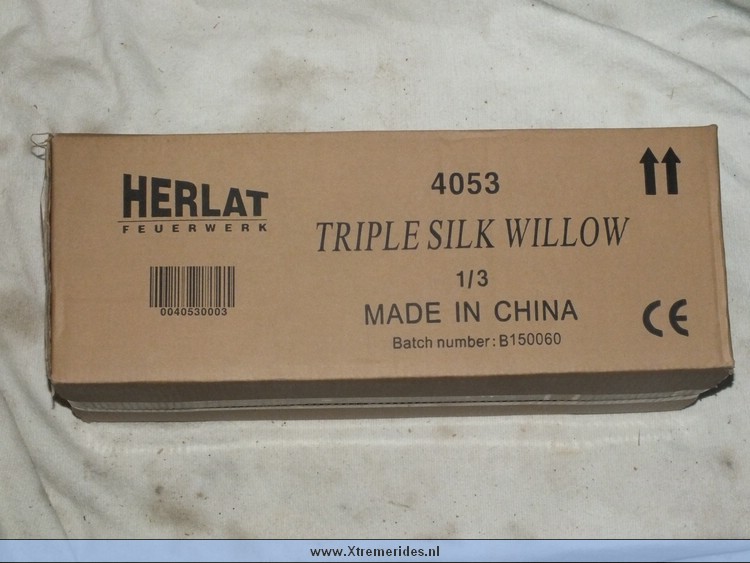 HERLAT
FEUERWERK
0040530003
4053
TRIPLE SILK WILLOW
1/3
MADE IN CHINA
Batch number: B150060
CE
www.Xtremerides.nl